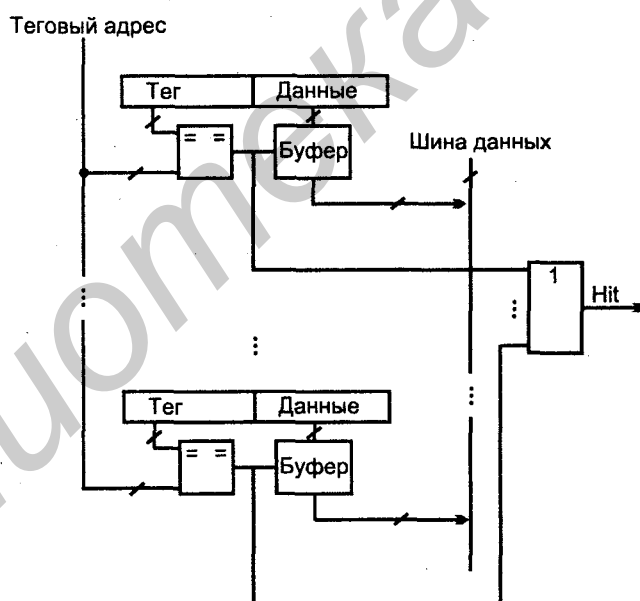 Теговый адрес
Тег Данные
= =
Буфер
Шина данных
1
Hit
Тег Данные
= =
Буфер